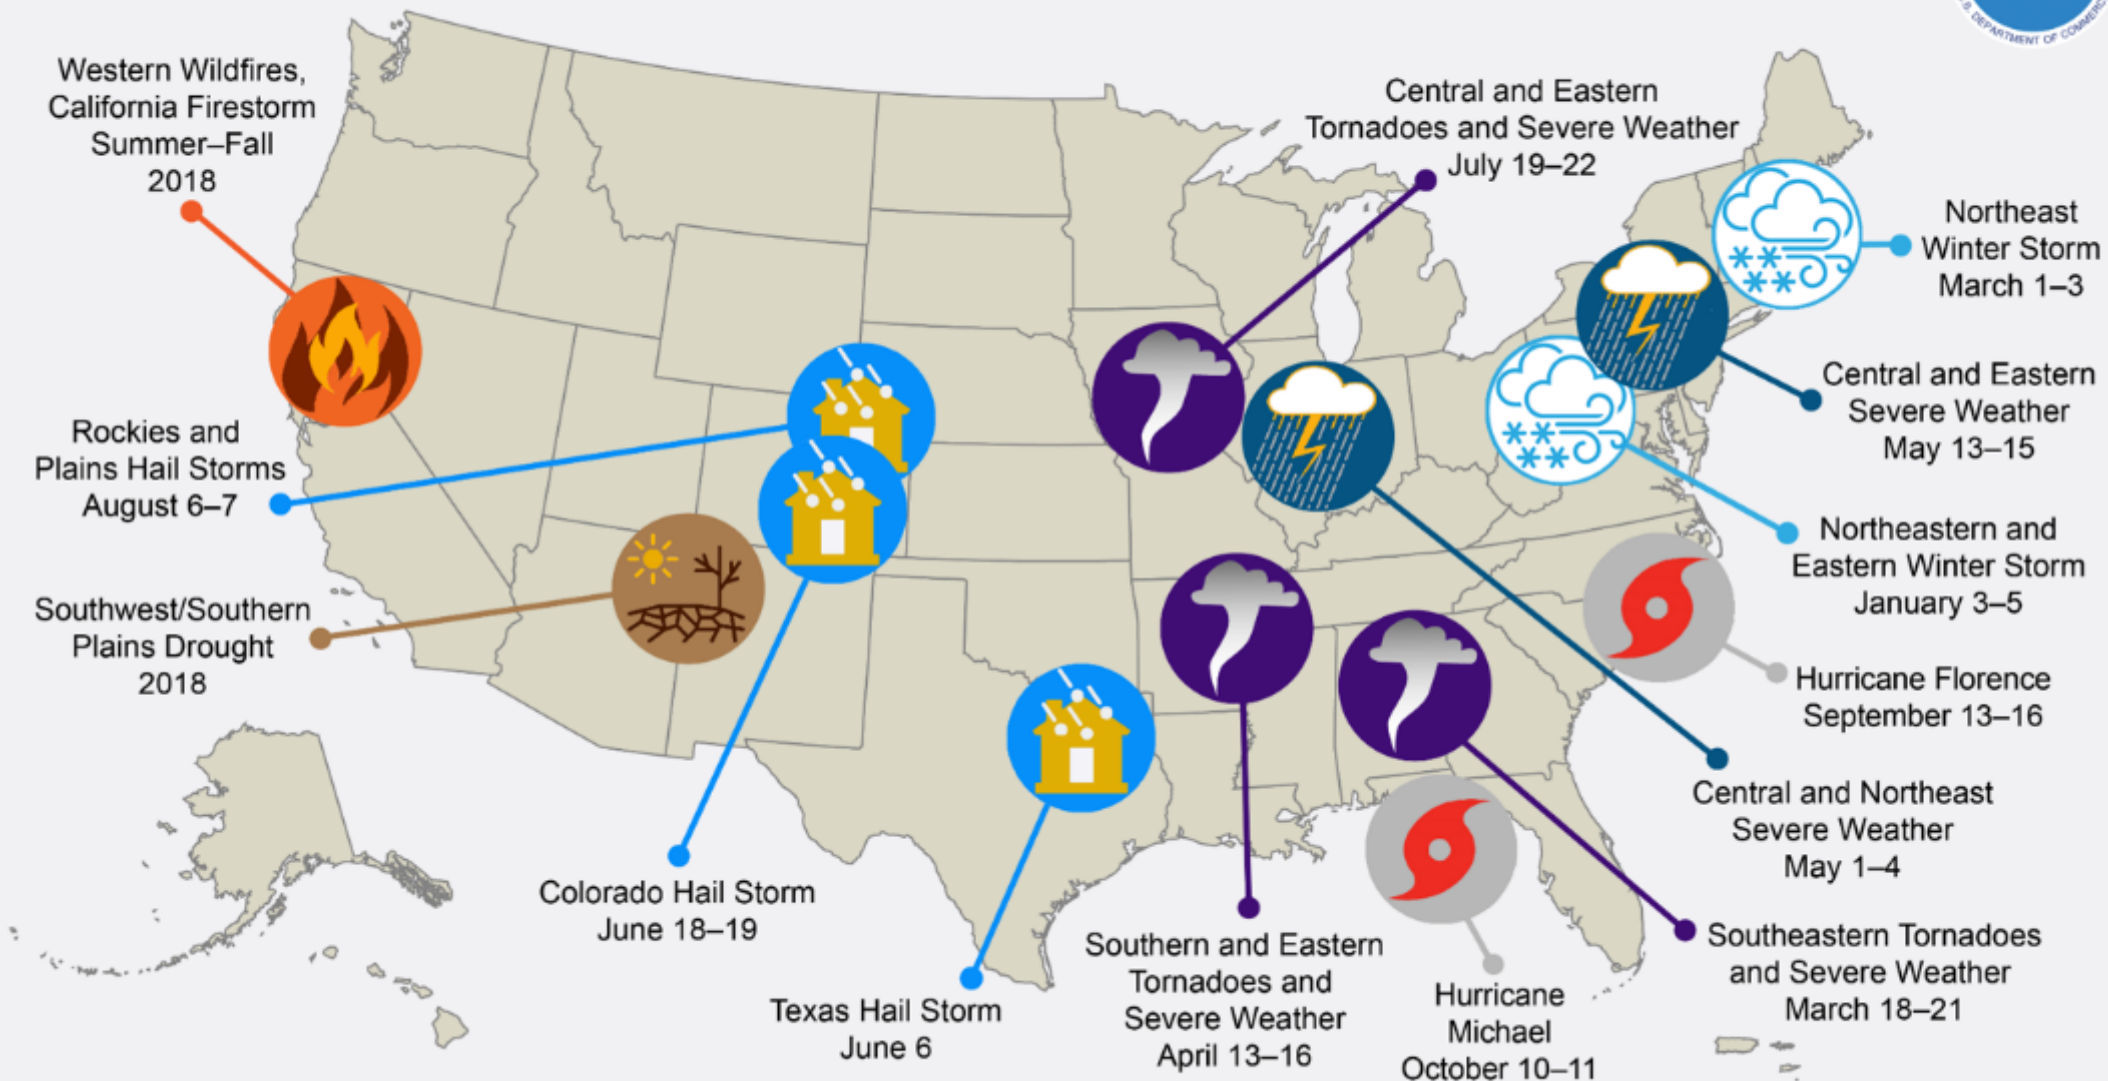 U.S. DEPARTMENT OF COMMERC
Western Wildfires,
California Firestorm
Summer–Fall
2018
Central and Eastern
Tornadoes and Severe Weather
July 19–22
Northeast
Winter Storm
March 1–3
Central and Eastern
Severe Weather
May 13–15
Rockies and
Plains Hail Storms
August 6–7
Northeastern and
Eastern Winter Storm
January 3–5
Southwest/Southern
Plains Drought
2018
Hurricane Florence
September 13–16
Central and Northeast
Severe Weather
May 1–4
Colorado Hail Storm
June 18–19
Texas Hail Storm
June 6
Southern and Eastern
Tornadoes and
Severe Weather
April 13–16
Hurricane
Michael
October 10–11
Southeastern Tornadoes
and Severe Weather
March 18–21